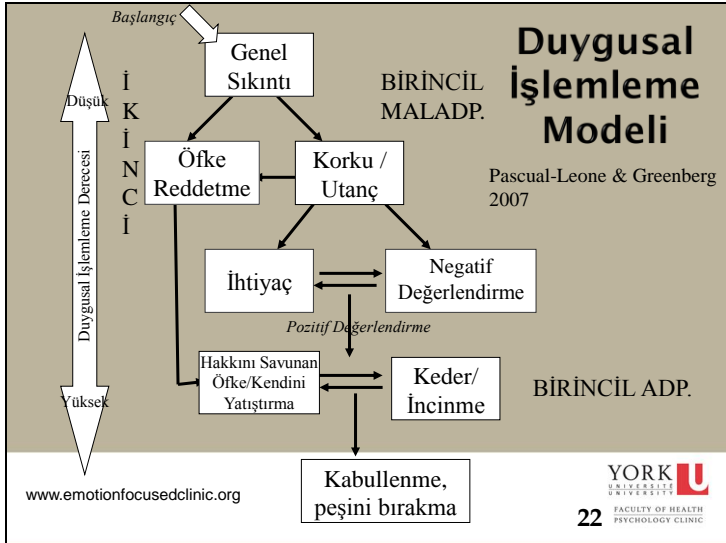 Başlangıç
Genel
Sıkıntı
Duygusal
İşlemleme
Modeli
Pascual-Leone & Greenberg
2007
BİRİNCİL
MALADP.
İ
K
İ
N
C
İ
Düşük
Duygusal İşlemleme Derecesi
Yüksek
Öfke
Reddetme
Korku /
Utanç
İhtiyaç
Negatif
Değerlendirme
Pozitif Değerlendirme
Hakkını Savunan
Öfke/Kendini
Yatıştırma
Keder/
İncinme
BİRİNCİL ADP.
Kabullenme,
peşini bırakma
www.emotionfocusedclinic.org
YORK U
UNIVERSITÉ
UNIVERSITY
FACULTY OF HEALTH
PSYCHOLOGY CLINIC
22